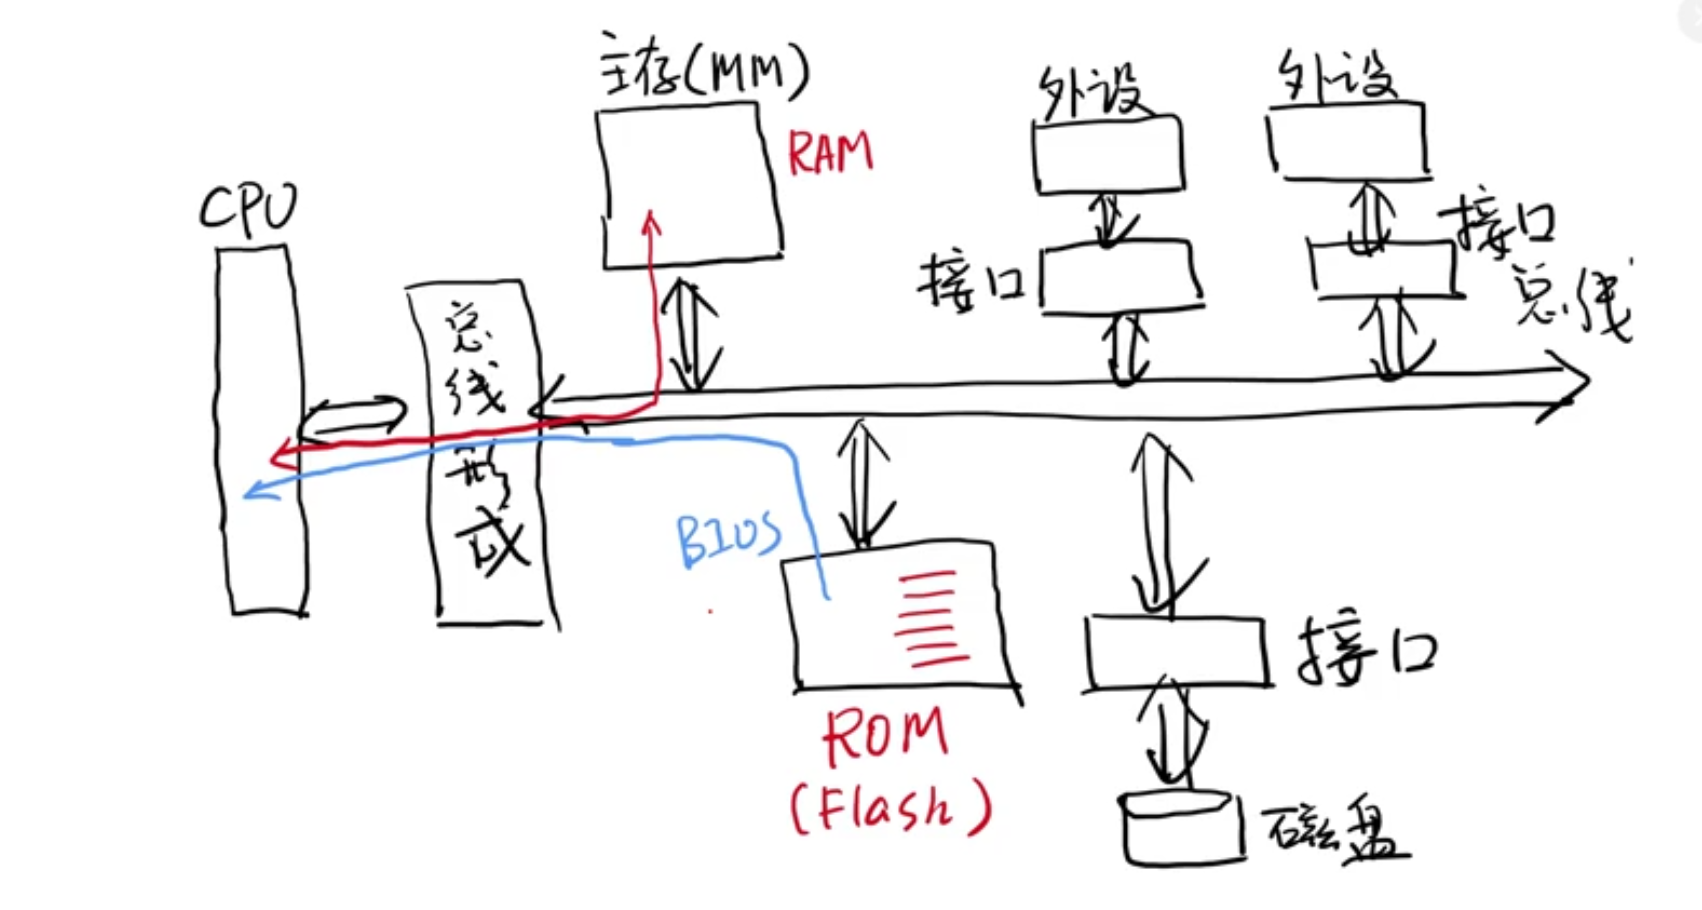 主存(MM)
RAM
外设
外设
CPU
接口
接口
总线
总线形成
BIOS
ROM
(Flash)
接口
磁盘